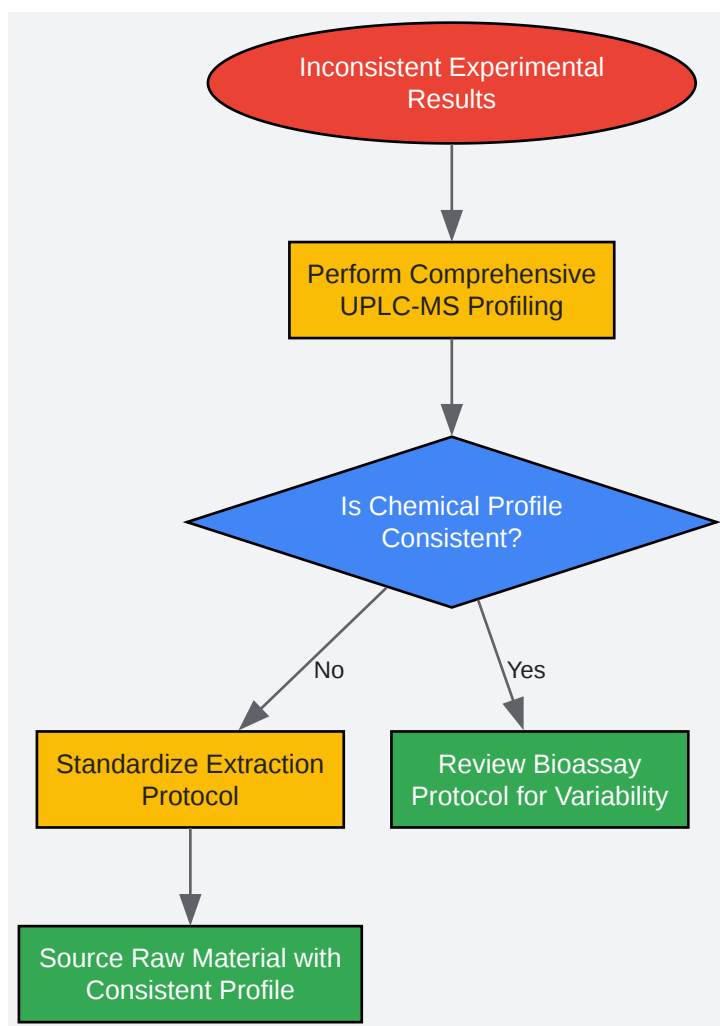 Inconsistent Experimental
Results
Perform Comprehensive
UPLC-MS Profiling
Is Chemical Profile
Consistent?
No
Yes
Standardize Extraction
Protocol
Review Bioassay
Protocol for Variability
Source Raw Material with
Consistent Profile